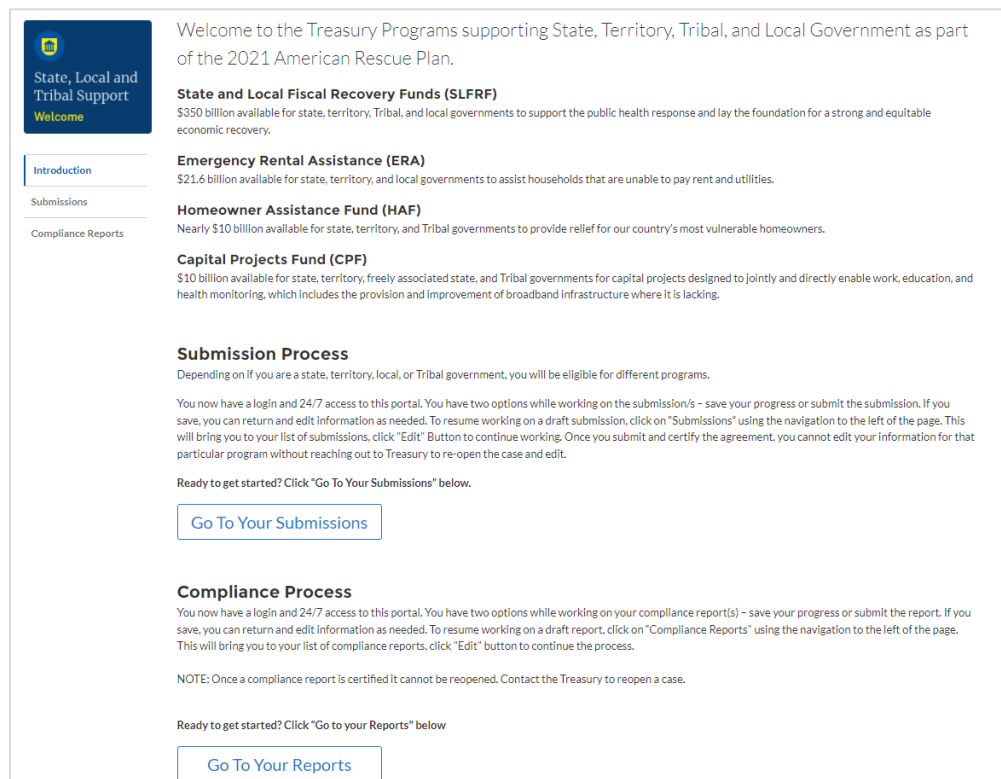 State, Local and
Tribal Support
Welcome
Introduction
Submissions
Compliance Reports
Welcome to the Treasury Programs supporting State, Territory, Tribal, and Local Government as part
of the 2021 American Rescue Plan.
State and Local Fiscal Recovery Funds (SLFRF)
$350 billion available for state, territory, Tribal, and local governments to support the public health response and lay the foundation for a strong and equitable
economic recovery.
Emergency Rental Assistance (ERA)
$21.6 billion available for state, territory, and local governments to assist households that are unable to pay rent and utilities.
Homeowner Assistance Fund (HAF)
Nearly $10 billion available for state, territory, and Tribal governments to provide relief for our country's most vulnerable homeowners.
Capital Projects Fund (CPF)
$10 billion available for state, territory, freely associated state, and Tribal governments for capital projects designed to jointly and directly enable work, education, and
health monitoring, which includes the provision and improvement of broadband infrastructure where it is lacking.
Submission Process
Depending on if you are a state, territory, local, or Tribal government, you will be eligible for different programs.
You now have a login and 24/7 access to this portal. You have two options while working on the submission/s – save your progress or submit the submission. If you
save, you can return and edit information as needed. To resume working on a draft submission, click on "Submissions" using the navigation to the left of the page. This
will bring you to your list of submissions, click "Edit" Button to continue working. Once you submit and certify the agreement, you cannot edit your information for that
particular program without reaching out to Treasury to re-open the case and edit.
Ready to get started? Click "Go To Your Submissions" below.
Go To Your Submissions
Compliance Process
You now have a login and 24/7 access to this portal. You have two options while working on your compliance report(s) – save your progress or submit the report. If you
save, you can return and edit information as needed. To resume working on a draft report, click on "Compliance Reports" using the navigation to the left of the page.
This will bring you to your list of compliance reports, click "Edit" button to continue the process.
NOTE: Once a compliance report is certified it cannot be reopened. Contact the Treasury to reopen a case.
Ready to get started? Click "Go to your Reports" below
Go To Your Reports